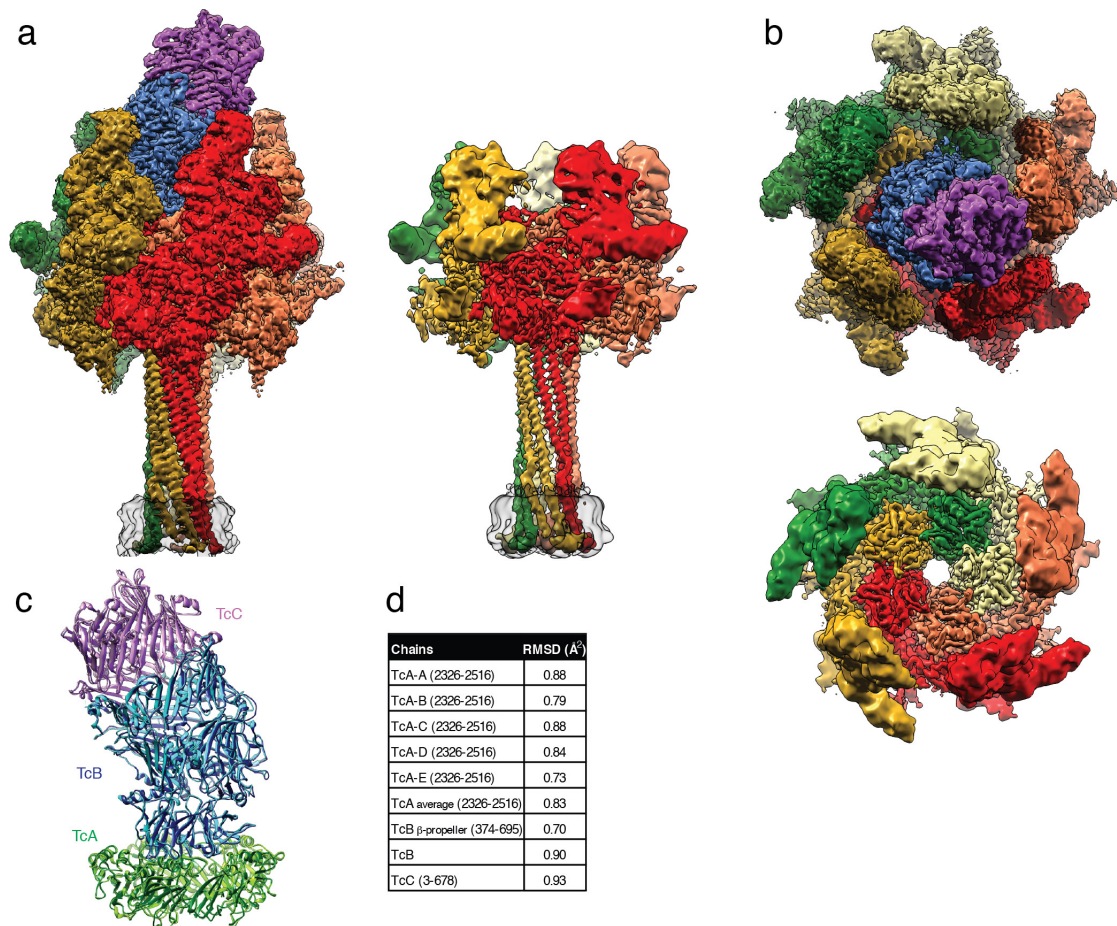 a
b
c
TcC
TcB
TcA
d
Chains RMSD (Å²)
TcA-A (2326-2516) 0.88
TcA-B (2326-2516) 0.79
TcA-C (2326-2516) 0.88
TcA-D (2326-2516) 0.84
TcA-E (2326-2516) 0.73
TcA average (2326-2516) 0.83
TcB β-propeller (374-695) 0.70
TcB 0.90
TcC (3-678) 0.93